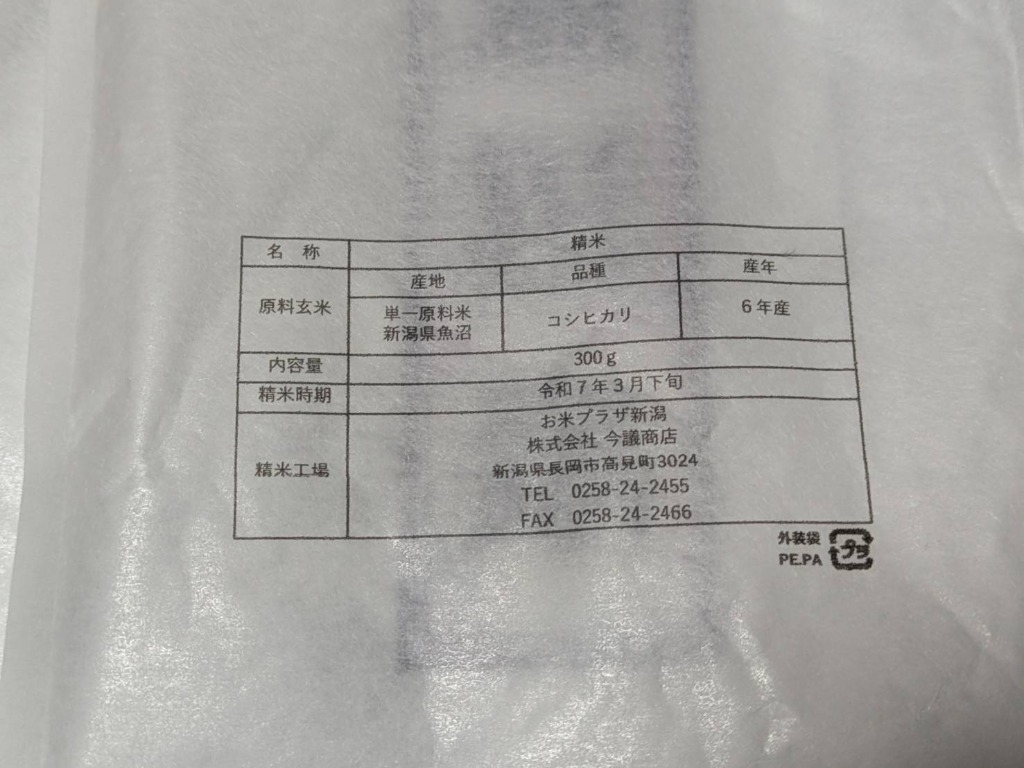 名 称 精米
原料玄米 産地 品種 産年
単一原料米
新潟県魚沼 コシヒカリ 6年産
内容量 300g
精米時期 令和7年3月下旬
精米工場 お米プラザ新潟
株式会社 今議商店
新潟県長岡市高見町3024
TEL 0258-24-2455
FAX 0258-24-2466
外装袋
PE.PA プラ